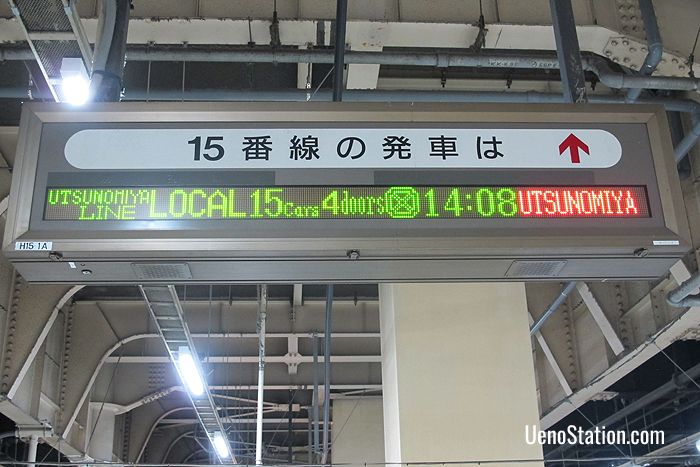 15番線の発車は
UTSUNOMIYA LINE LOCAL 15Cars 4doors 14:08 UTSUNOMIYA
H15 1A
UenoStation.com